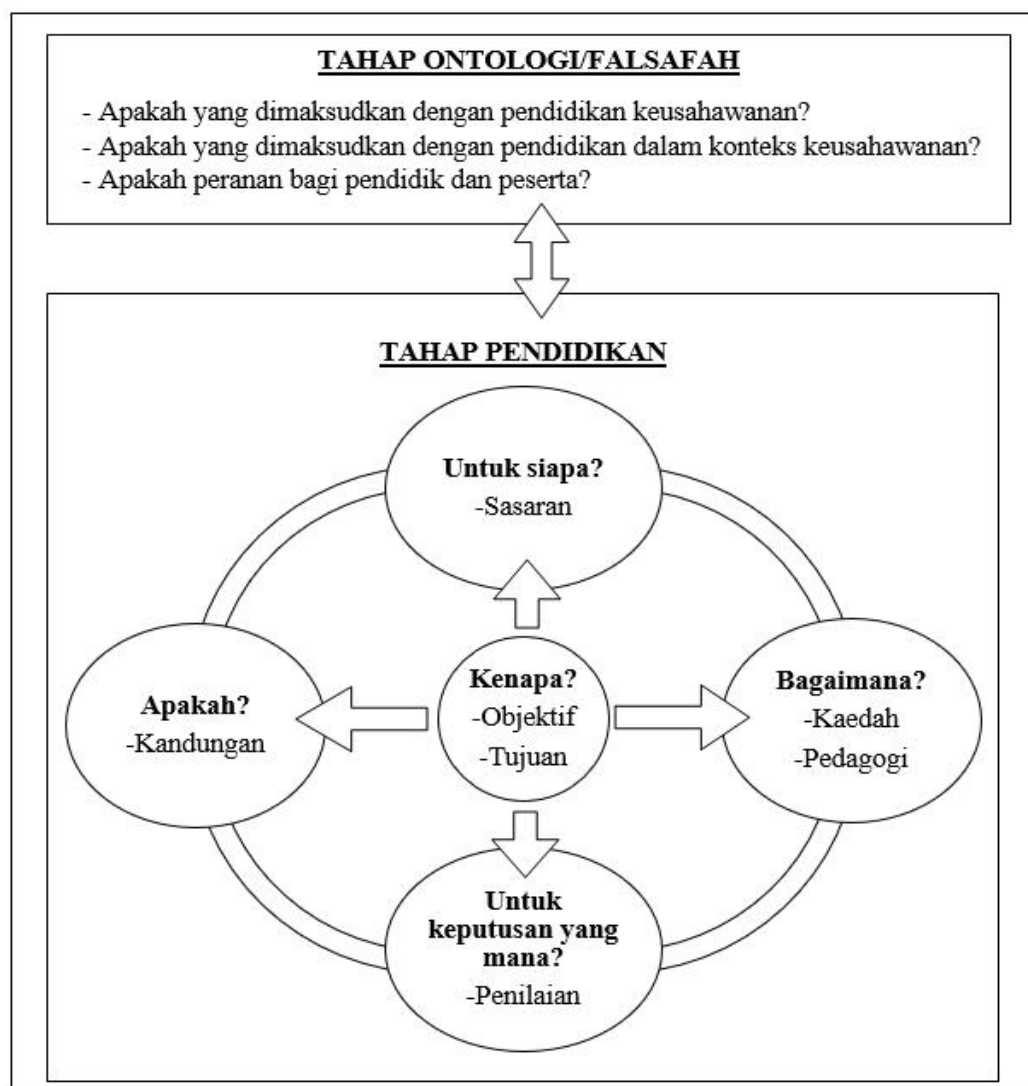 TAHAP ONTOLOGI/FALSAFAH
- Apakah yang dimaksudkan dengan pendidikan keusahawanan?
- Apakah yang dimaksudkan dengan pendidikan dalam konteks keusahawanan?
- Apakah peranan bagi pendidik dan peserta?
TAHAP PENDIDIKAN
Untuk siapa?
-Sasaran
Apakah?
-Kandungan
Kenapa?
-Objektif
-Tujuan
Bagaimana?
-Kaedah
-Pedagogi
Untuk
keputusan yang
mana?
-Penilaian